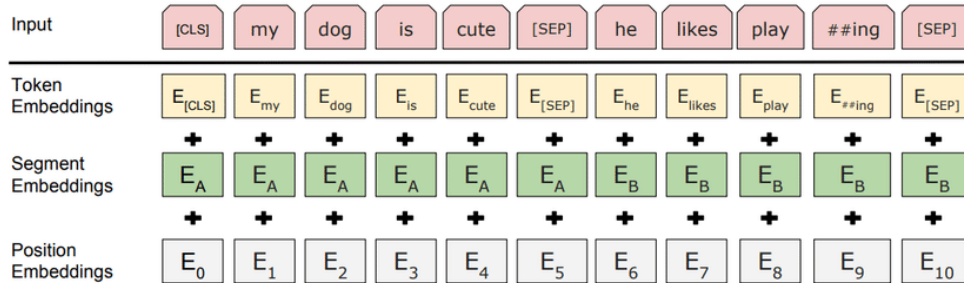 Input [CLS] my dog is cute [SEP] he likes play ##ing [SEP]
Token Embeddings E[CLS] Emy Edog Eis Ecute E[SEP] Ehe Elikes Eplay E##ing E[SEP]
+ + + + + + + + + + +
Segment Embeddings EA EA EA EA EA EA EB EB EB EB EB
+ + + + + + + + + + +
Position Embeddings E0 E1 E2 E3 E4 E5 E6 E7 E8 E9 E10